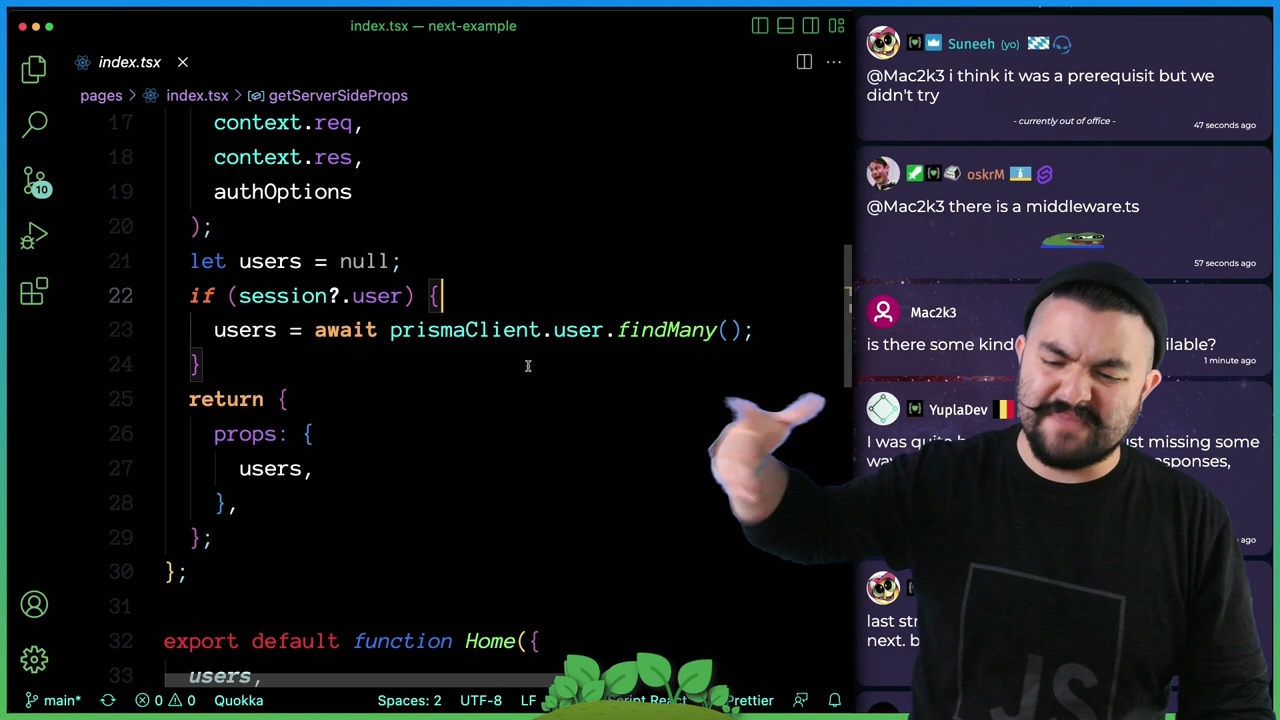 index.tsx — next-example
index.tsx
pages > index.tsx > getServerSideProps
17 context.req,
18 context.res,
19 authOptions
20 );
21 let users = null;
22 if (session?.user) {
23 users = await prismaClient.user.findMany();
24 }
25 return {
26 props: {
27 users,
28 },
29 };
30 };
31
32 export default function Home({
33 users,
10
main*
0 0
Quokka
Spaces: 2
UTF-8
LF
Script React
Prettier
Suneeh (yo)
@Mac2k3 i think it was a prerequisit but we
didn't try
- currently out of office -
47 seconds ago
oskrM
@Mac2k3 there is a middleware.ts
57 seconds ago
Mac2k3
is there some kind
1 minute ago
YuplaDev
I was quite missing some
responses,
ago
last
next.
JS